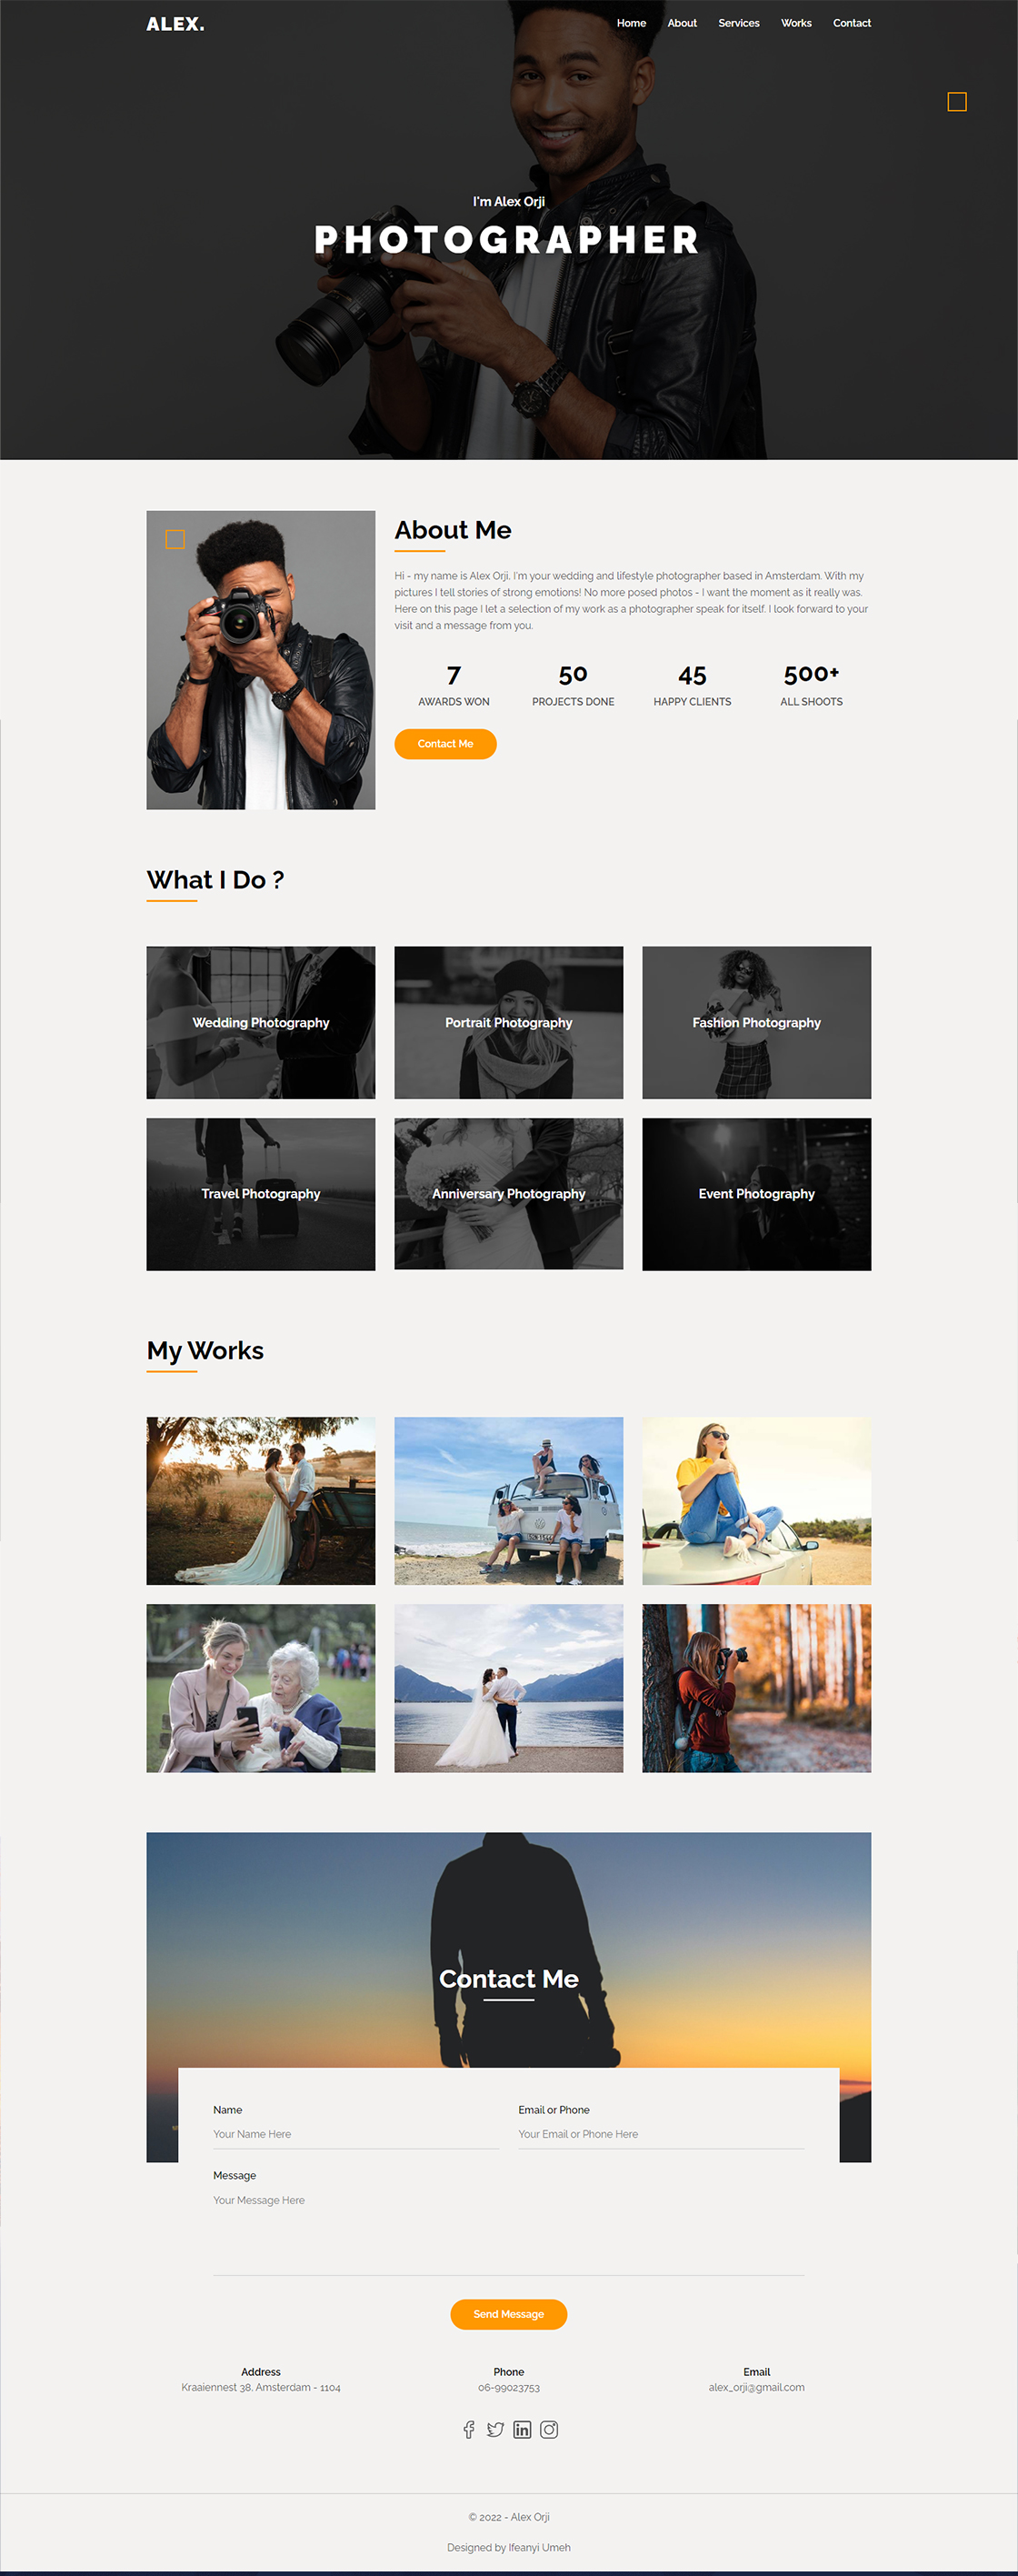 ALEX.
Home About Services Works Contact
I'm Alex Orji
PHOTOGRAPHER
About Me
Hi - my name is Alex Orji. I'm your wedding and lifestyle photographer based in Amsterdam. With my
pictures I tell stories of strong emotions! No more posed photos - I want the moment as it really was.
Here on this page I let a selection of my work as a photographer speak for itself. I look forward to your
visit and a message from you.
7 50 45 500+
AWARDS WON PROJECTS DONE HAPPY CLIENTS ALL SHOOTS
Contact Me
What I Do ?
Wedding Photography Portrait Photography Fashion Photography
Travel Photography Anniversary Photography Event Photography
My Works
Contact Me
Name Email or Phone
Your Name Here Your Email or Phone Here
Message
Your Message Here
Send Message
Address Phone Email
Kraaiennest 38, Amsterdam - 1104 06-99023753 alex_orji@gmail.com
© 2022 - Alex Orji
Designed by Ifeanyi Umeh